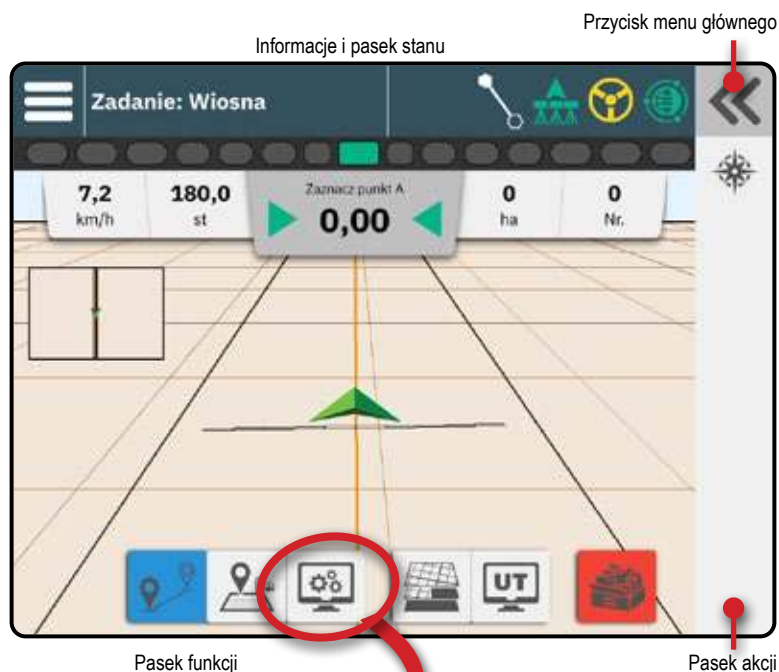 Przycisk menu głównego
Informacje i pasek stanu
Zadanie: Wiosna
7,2
km/h
180,0
st
Zaznacz punkt A
0,00
0
ha
0
Nr.
UT
Pasek funkcji
Pasek akcji